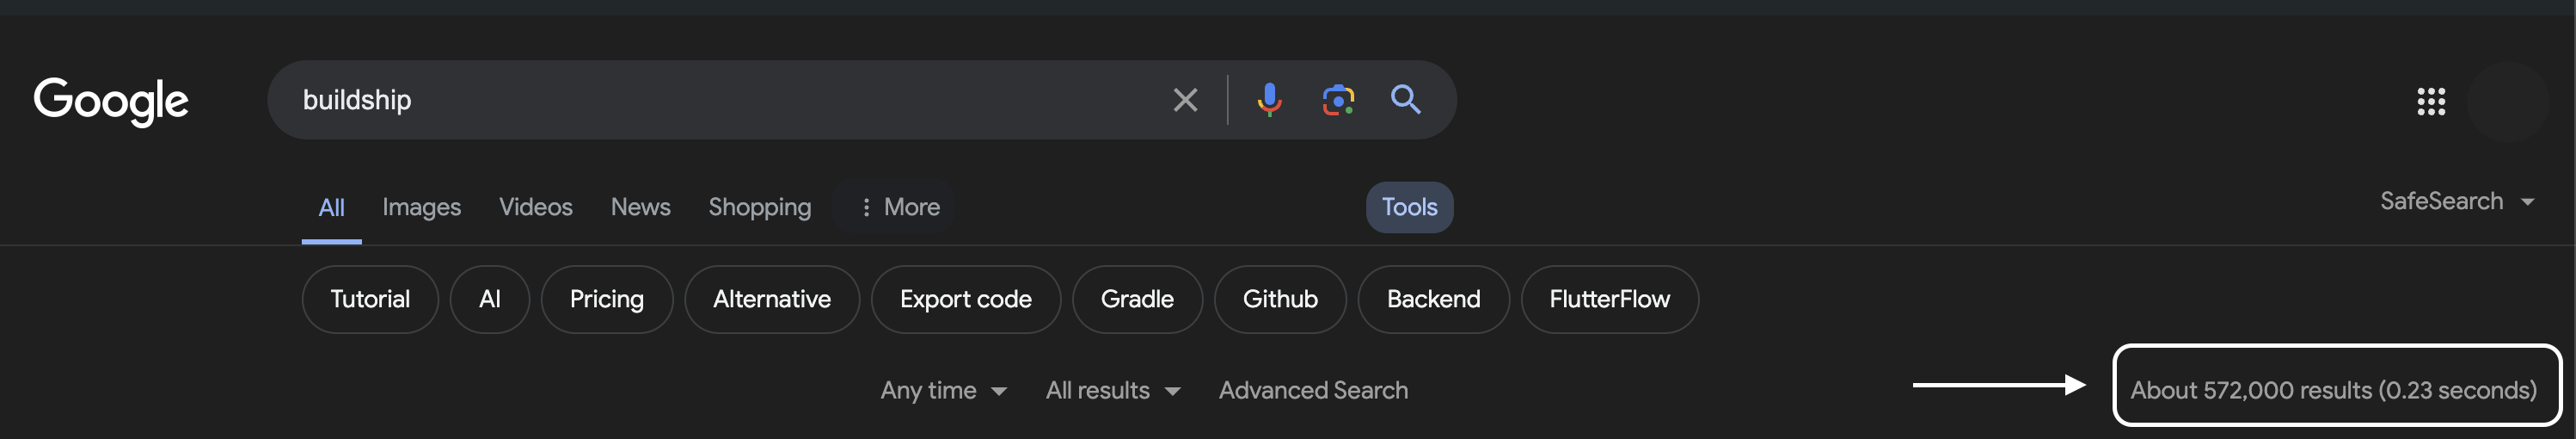 Google
buildship
All Images Videos News Shopping More Tools SafeSearch
Tutorial AI Pricing Alternative Export code Gradle Github Backend FlutterFlow
Any time All results Advanced Search About 572,000 results (0.23 seconds)